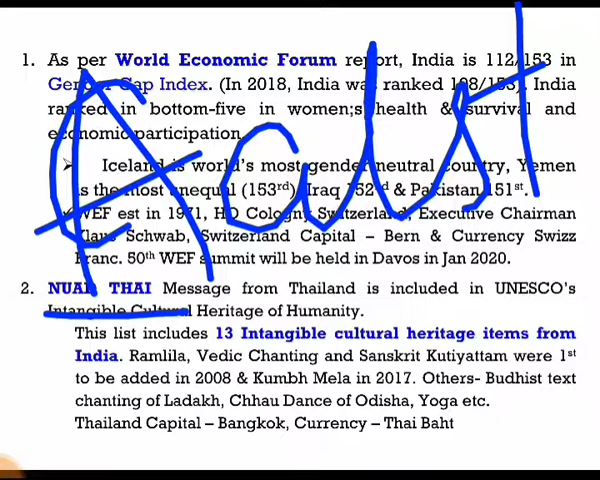 1. As per World Economic Forum report, India is 112/153 in
Gender Gap Index. (In 2018, India was ranked 108/153). India
ranked in bottom-five in women;s health & survival and
economic participation
➢ Iceland is world's most gender neutral country, Yemen
is the most unequal (153rd) Iraq 152nd & Pakistan 151st.
WEF est in 1971, HD Cologny Switzerland, Executive Chairman
Klaus Schwab, Switzerland Capital – Bern & Currency Swizz
Franc. 50th WEF summit will be held in Davos in Jan 2020.
2. NUAD THAI Message from Thailand is included in UNESCO's
Intangible Cultural Heritage of Humanity.
This list includes 13 Intangible cultural heritage items from
India. Ramlila, Vedic Chanting and Sanskrit Kutiyattam were 1st
to be added in 2008 & Kumbh Mela in 2017. Others- Budhist text
chanting of Ladakh, Chhau Dance of Odisha, Yoga etc.
Thailand Capital – Bangkok, Currency – Thai Baht